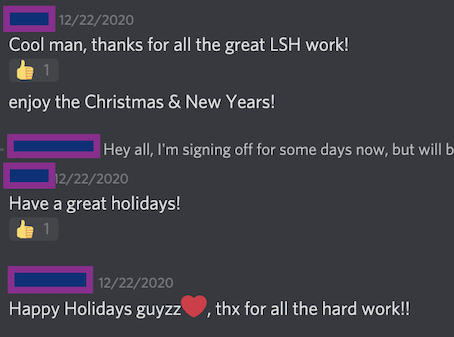 12/22/2020
Cool man, thanks for all the great LSH work!
👍 1
enjoy the Christmas & New Years!
Hey all, I'm signing off for some days now, but will
12/22/2020
Have a great holidays!
👍 1
12/22/2020
Happy Holidays guyzz❤️, thx for all the hard work!!